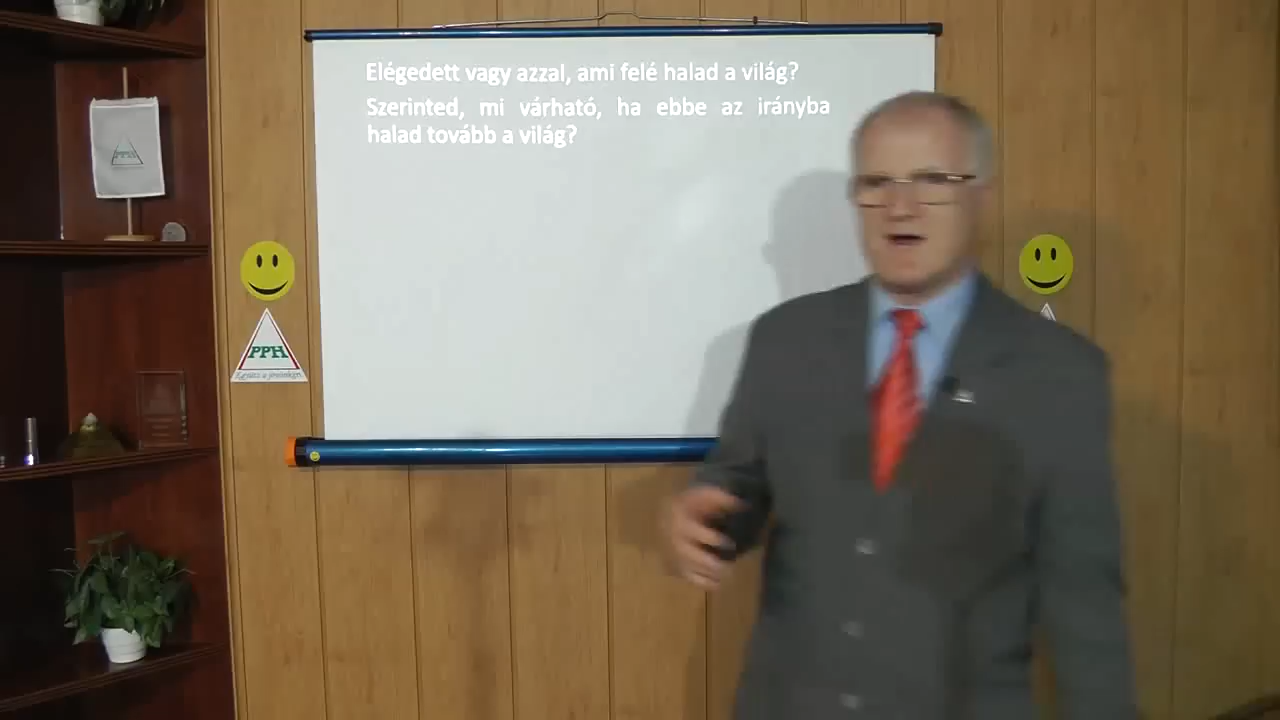 Elégedett vagy azzal, ami felé halad a világ?
Szerinted, mi várható, ha ebbe az irányba
halad tovább a világ?
PPH
PPH